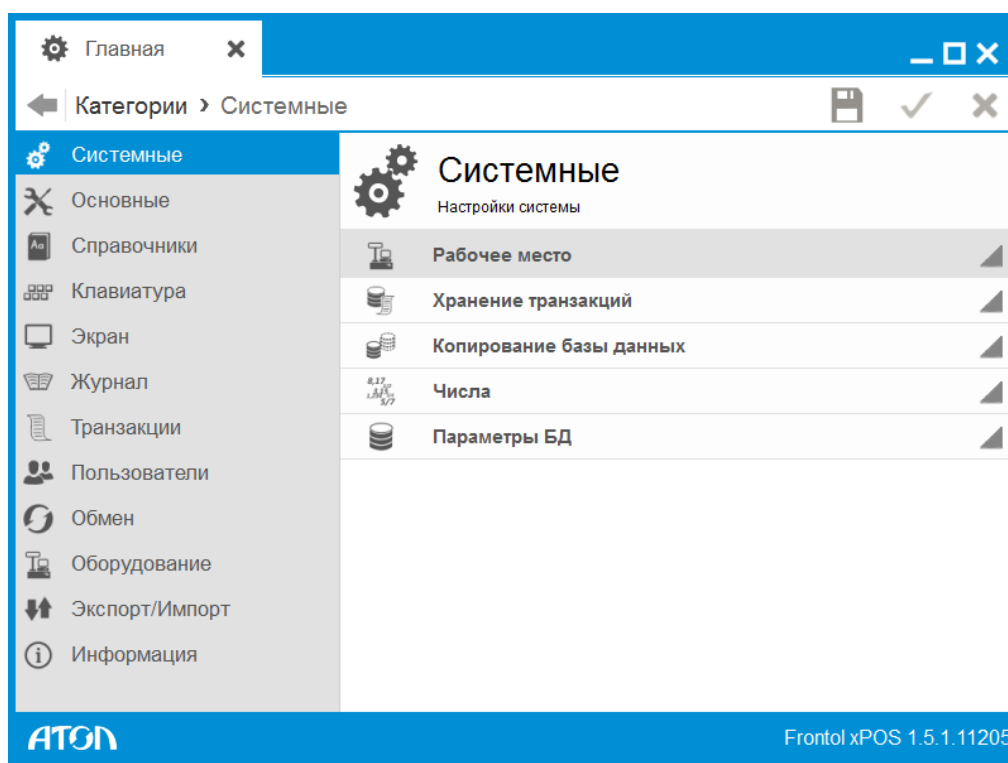 Главная
Категории › Системные
Системные
Основные
Справочники
Клавиатура
Экран
Журнал
Транзакции
Пользователи
Обмен
Оборудование
Экспорт/Импорт
Информация
Системные
Настройки системы
Рабочее место
Хранение транзакций
Копирование базы данных
Числа
Параметры БД
АТОЛ
Frontol xPOS 1.5.1.11205